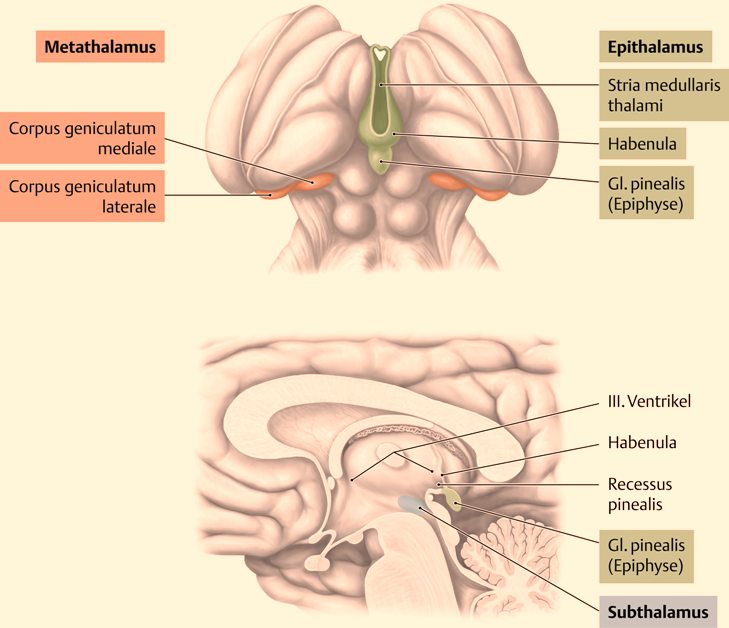 Metathalamus
Corpus geniculatum
mediale
Corpus geniculatum
laterale
Epithalamus
Stria medullaris
thalami
Habenula
Gl. pinealis
(Epiphyse)
III. Ventrikel
Habenula
Recessus
pinealis
Gl. pinealis
(Epiphyse)
Subthalamus